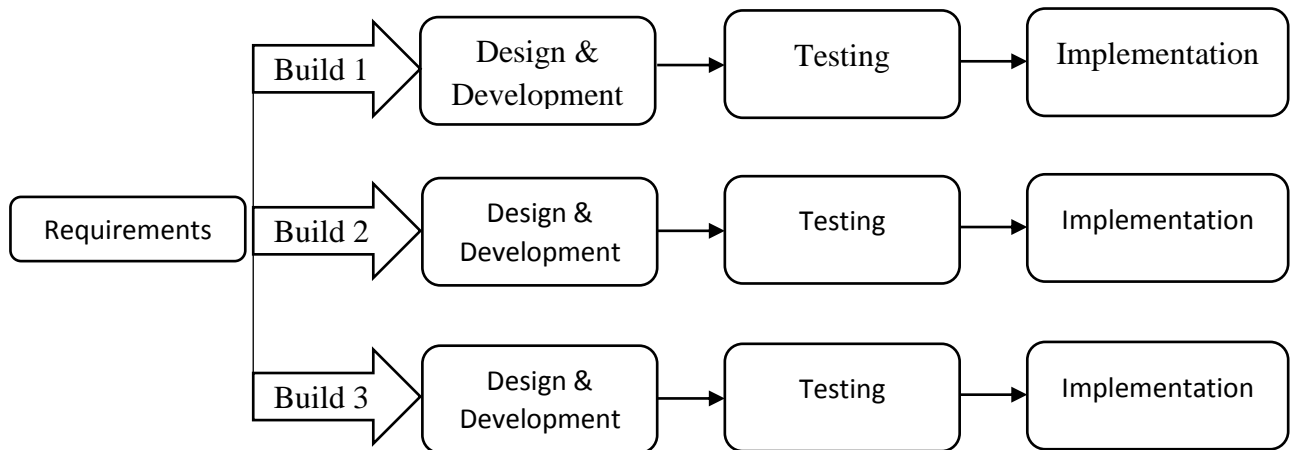 Build 1
Design &
Development
Testing
Implementation
Requirements
Build 2
Design &
Development
Testing
Implementation
Build 3
Design &
Development
Testing
Implementation